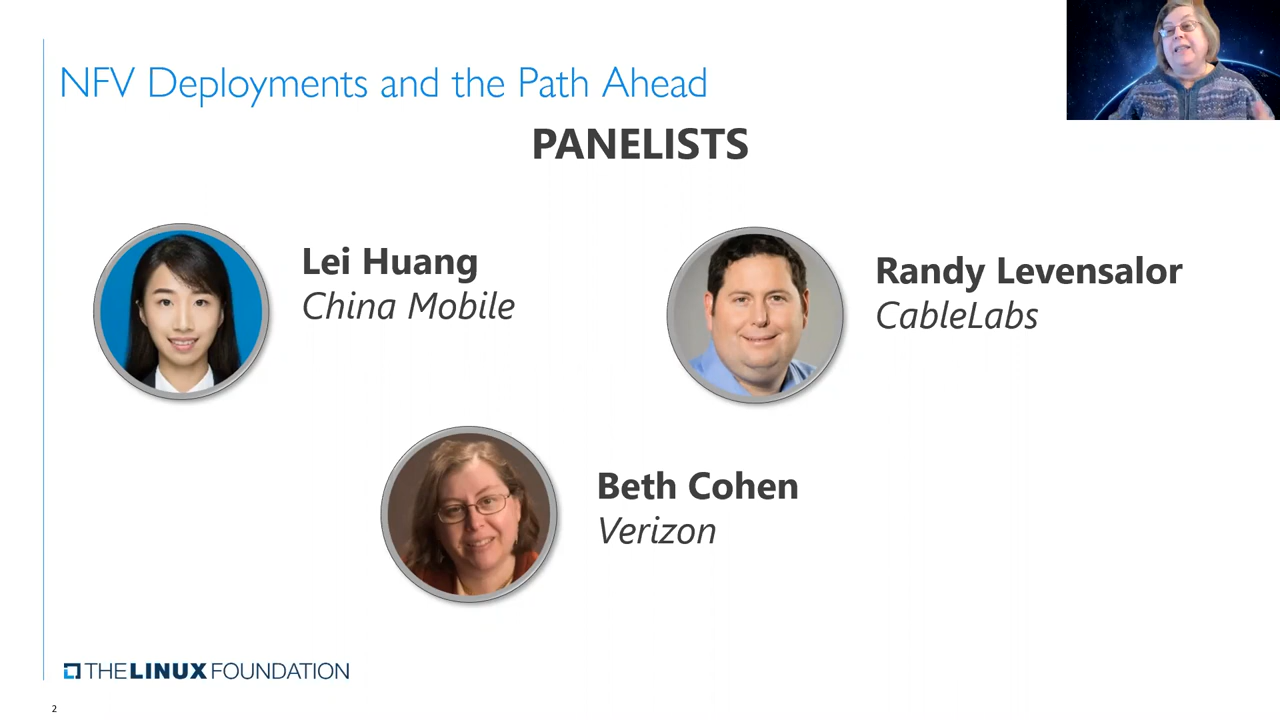 NFV Deployments and the Path Ahead
PANELISTS
Lei Huang
China Mobile
Randy Levensalor
CableLabs
Beth Cohen
Verizon
THE LINUX FOUNDATION
2